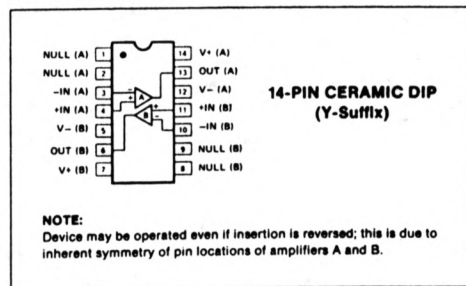 NULL (A) 1 14 V+ (A)
NULL (A) 2 13 OUT (A)
−IN (A) 3 − A 12 V− (A)
+IN (A) 4 + 11 +IN (B)
V− (B) 5 B + − 10 −IN (B)
OUT (B) 6 9 NULL (B)
V+ (B) 7 8 NULL (B)
14-PIN CERAMIC DIP
(Y-Suffix)
NOTE:
Device may be operated even if insertion is reversed; this is due to
inherent symmetry of pin locations of amplifiers A and B.